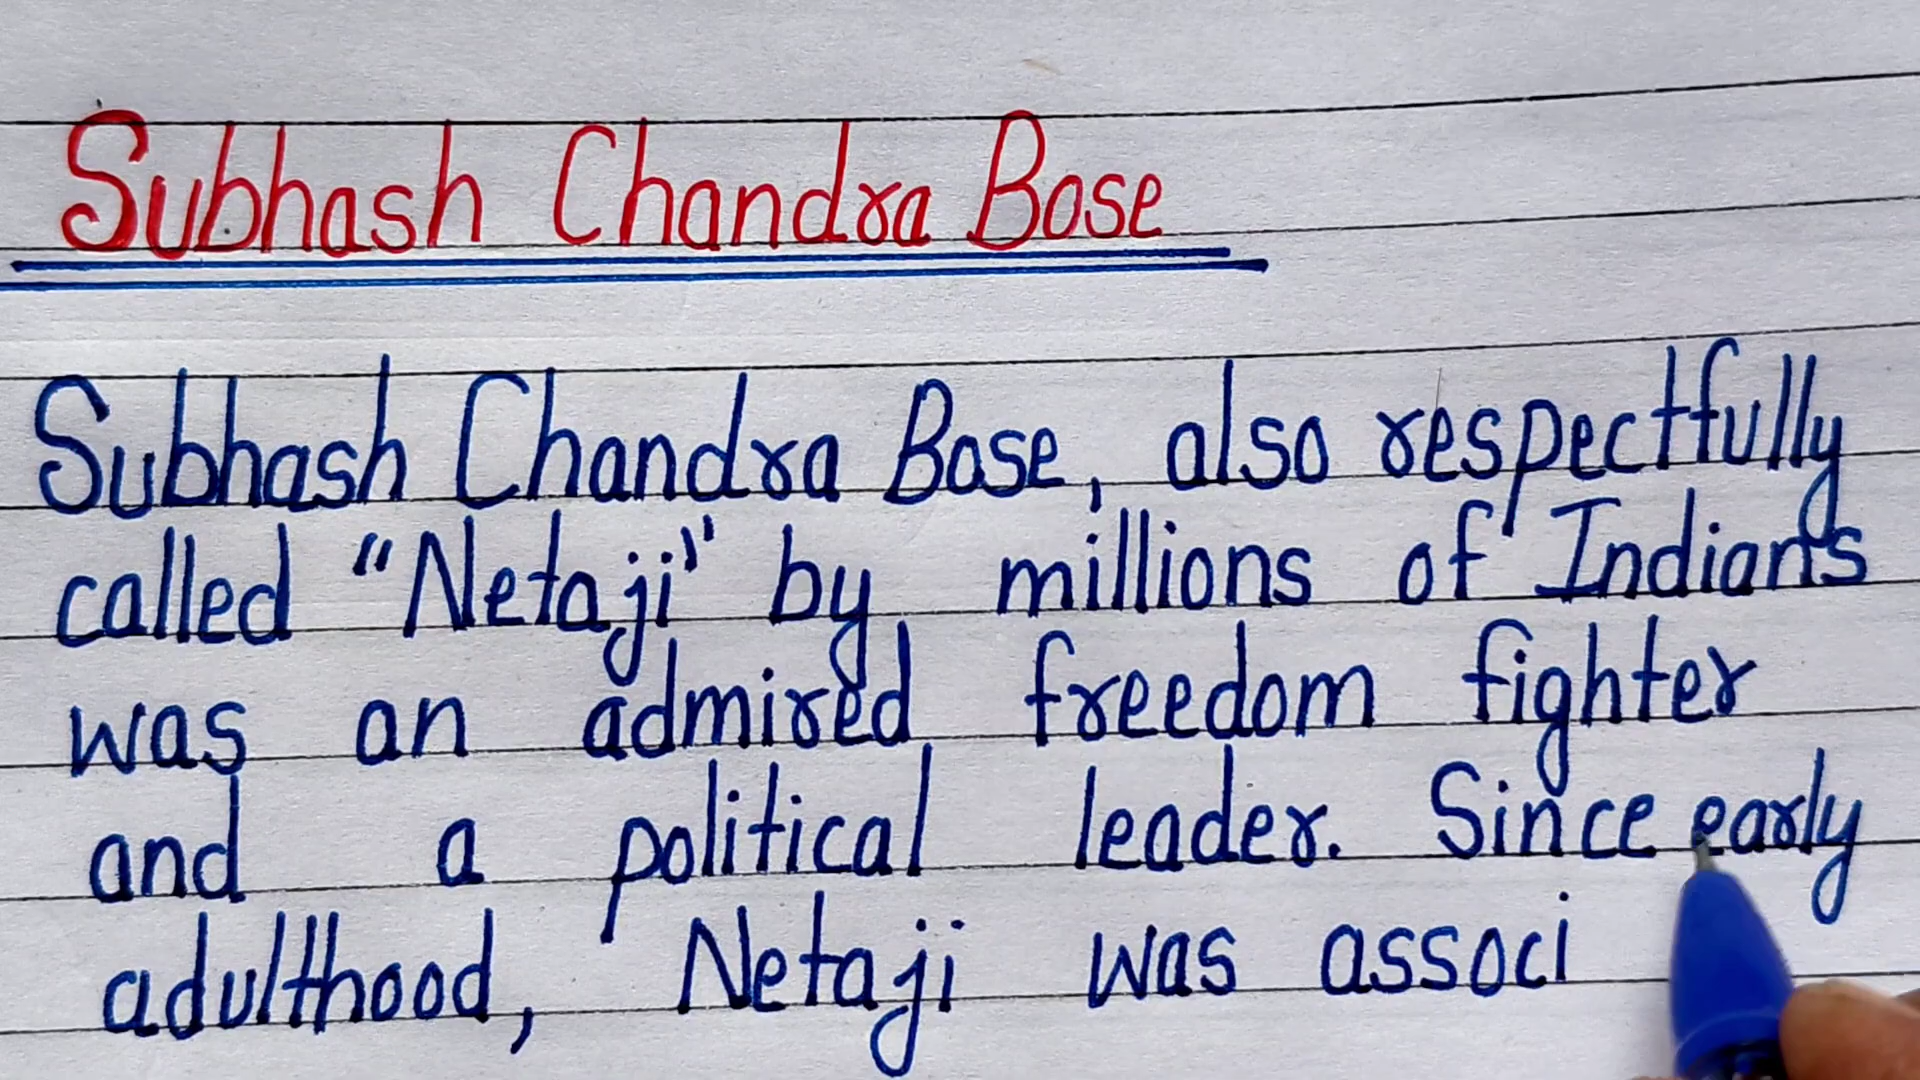 Subhash Chandra Bose
Subhash Chandra Bose, also respectfully
called "Netaji" by millions of Indians
was an admired freedom fighter
and a political leader. Since early
adulthood, Netaji was associ